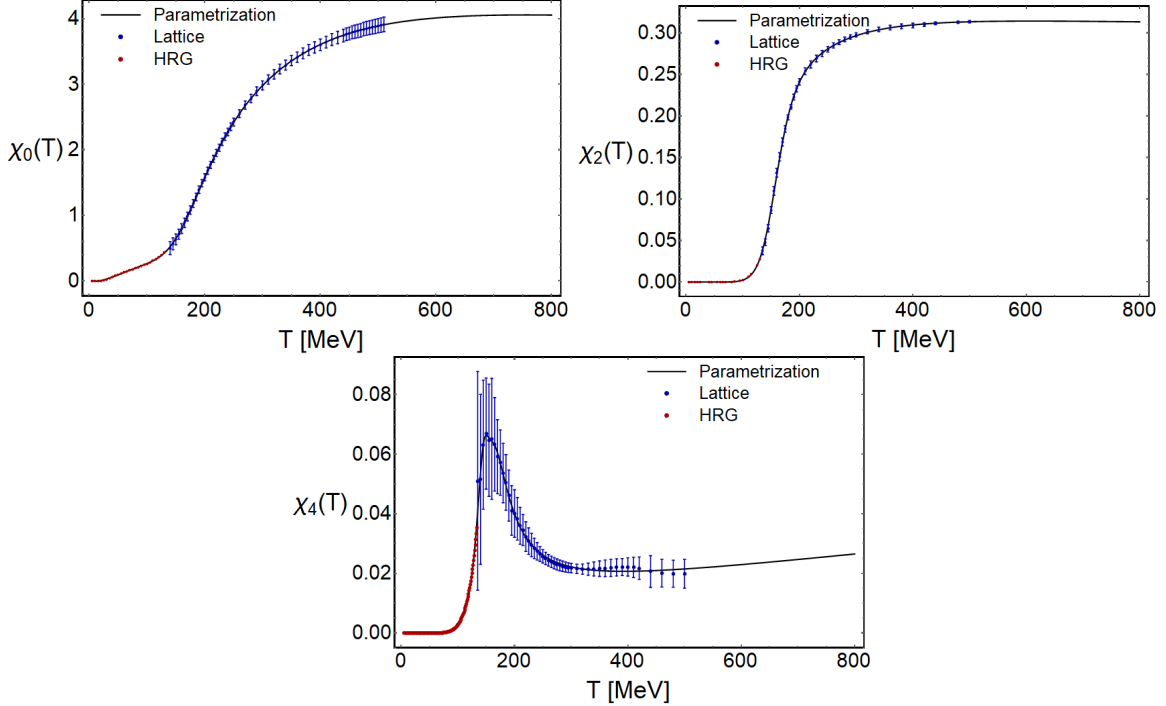 Parametrization
Lattice
HRG
4
3
2
1
0
χ0(T)
0 200 400 600 800
T [MeV]
Parametrization
Lattice
HRG
0.30
0.25
0.20
0.15
0.10
0.05
0.00
χ2(T)
0 200 400 600 800
T [MeV]
Parametrization
Lattice
HRG
0.08
0.06
0.04
0.02
0.00
χ4(T)
0 200 400 600 800
T [MeV]